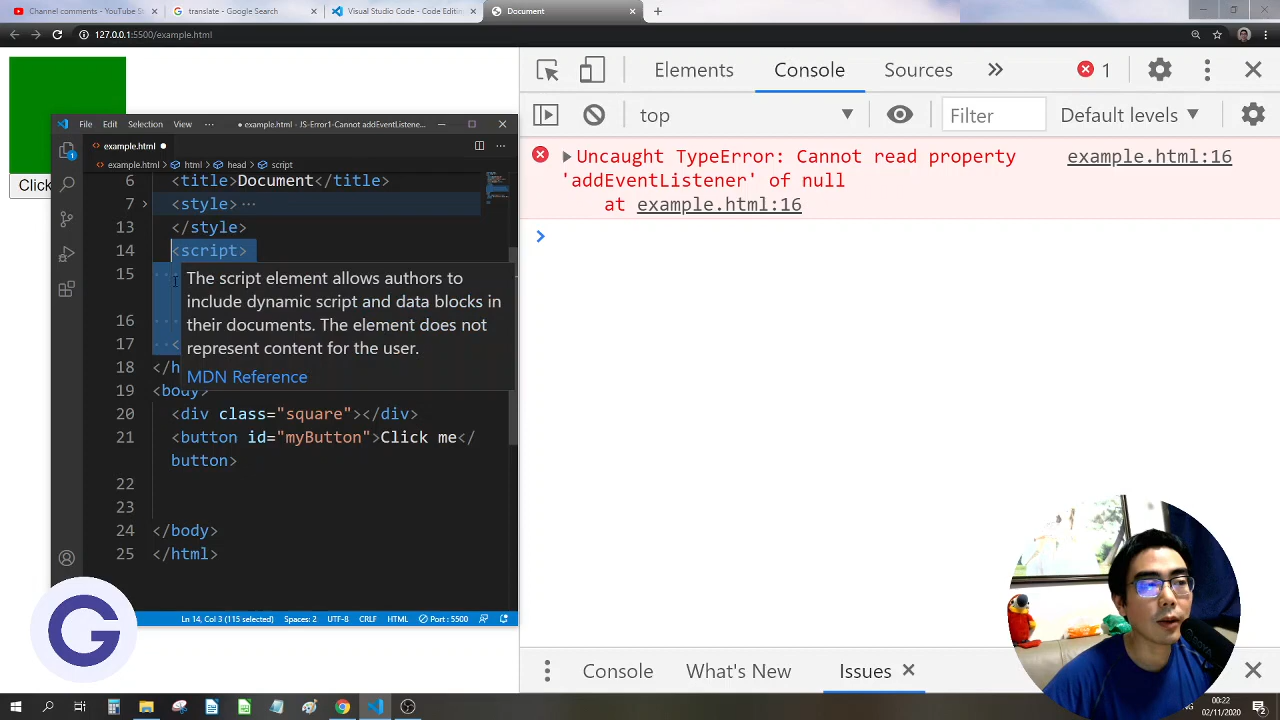 Channel comments - YouTube St
translate - Google Search
Visual Studio Code - Code Editing
Document
127.0.0.1:5500/example.html
Click
File Edit Selection View ··· ● example.html - JS-Error1-Cannot addEventListene...
example.html
example.html > html > head > script
6 <title>Document</title>
7 <style> ···
13 </style>
14 <script>
15
The script element allows authors to
include dynamic script and data blocks in
their documents. The element does not
represent content for the user.
MDN Reference
16
17 <
18 </h
19 <body>
20 <div class="square"></div>
21 <button id="myButton">Click me</
button>
22
23
24 </body>
25 </html>
Ln 14, Col 3 (115 selected) Spaces: 2 UTF-8 CRLF HTML Port : 5500
G
Elements Console Sources » 1
top Filter Default levels
Uncaught TypeError: Cannot read property example.html:16
'addEventListener' of null
at example.html:16
Console What's New Issues
00:22
02/11/2020
2